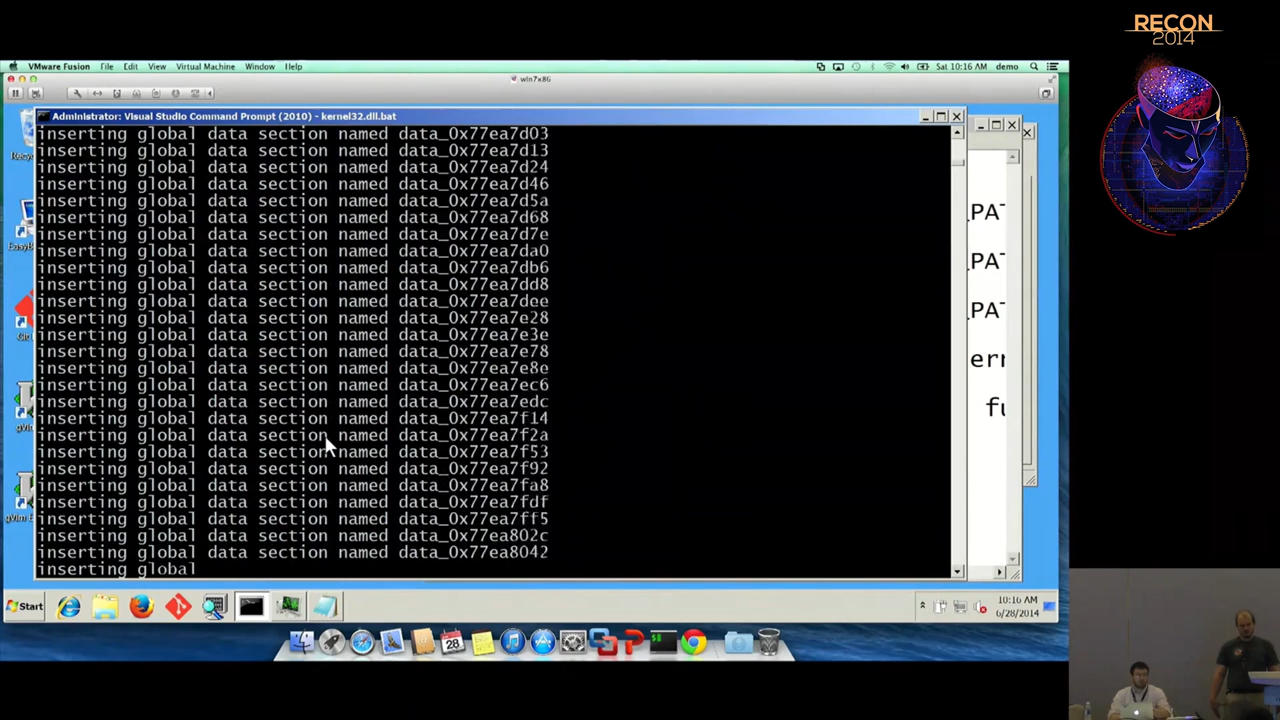 RECON
2014
VMware Fusion File Edit View Virtual Machine Window Help
Sat 10:16 AM demo
win7x86
Administrator: Visual Studio Command Prompt (2010) - kernel32.dll.bat
inserting global data section named data_0x77ea7d03
inserting global data section named data_0x77ea7d13
inserting global data section named data_0x77ea7d24
inserting global data section named data_0x77ea7d46
inserting global data section named data_0x77ea7d5a
inserting global data section named data_0x77ea7d68
inserting global data section named data_0x77ea7d7e
inserting global data section named data_0x77ea7da0
inserting global data section named data_0x77ea7db6
inserting global data section named data_0x77ea7dd8
inserting global data section named data_0x77ea7dee
inserting global data section named data_0x77ea7e28
inserting global data section named data_0x77ea7e3e
inserting global data section named data_0x77ea7e78
inserting global data section named data_0x77ea7e8e
inserting global data section named data_0x77ea7ec6
inserting global data section named data_0x77ea7edc
inserting global data section named data_0x77ea7f14
inserting global data section named data_0x77ea7f2a
inserting global data section named data_0x77ea7f53
inserting global data section named data_0x77ea7f92
inserting global data section named data_0x77ea7fa8
inserting global data section named data_0x77ea7fdf
inserting global data section named data_0x77ea7ff5
inserting global data section named data_0x77ea802c
inserting global data section named data_0x77ea8042
inserting global
Start
10:16 AM
6/28/2014
28